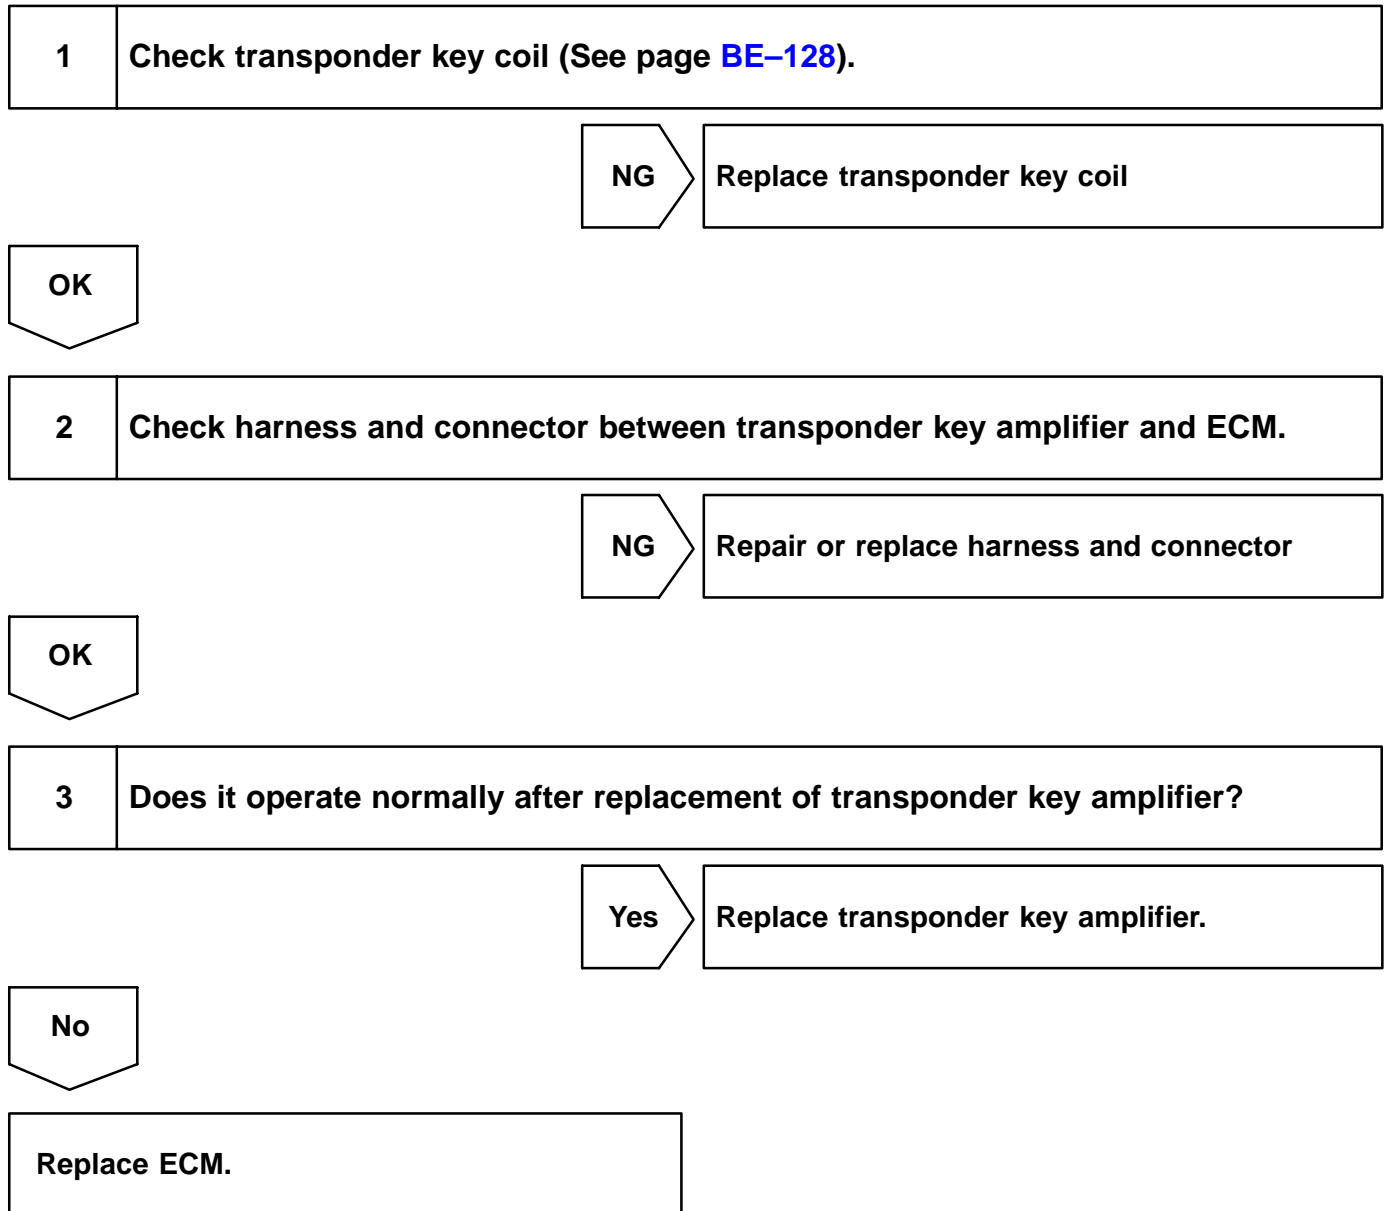 1
Check transponder key coil (See page BE–128).
NG
Replace transponder key coil
OK
2
Check harness and connector between transponder key amplifier and ECM.
NG
Repair or replace harness and connector
OK
3
Does it operate normally after replacement of transponder key amplifier?
Yes
Replace transponder key amplifier.
No
Replace ECM.